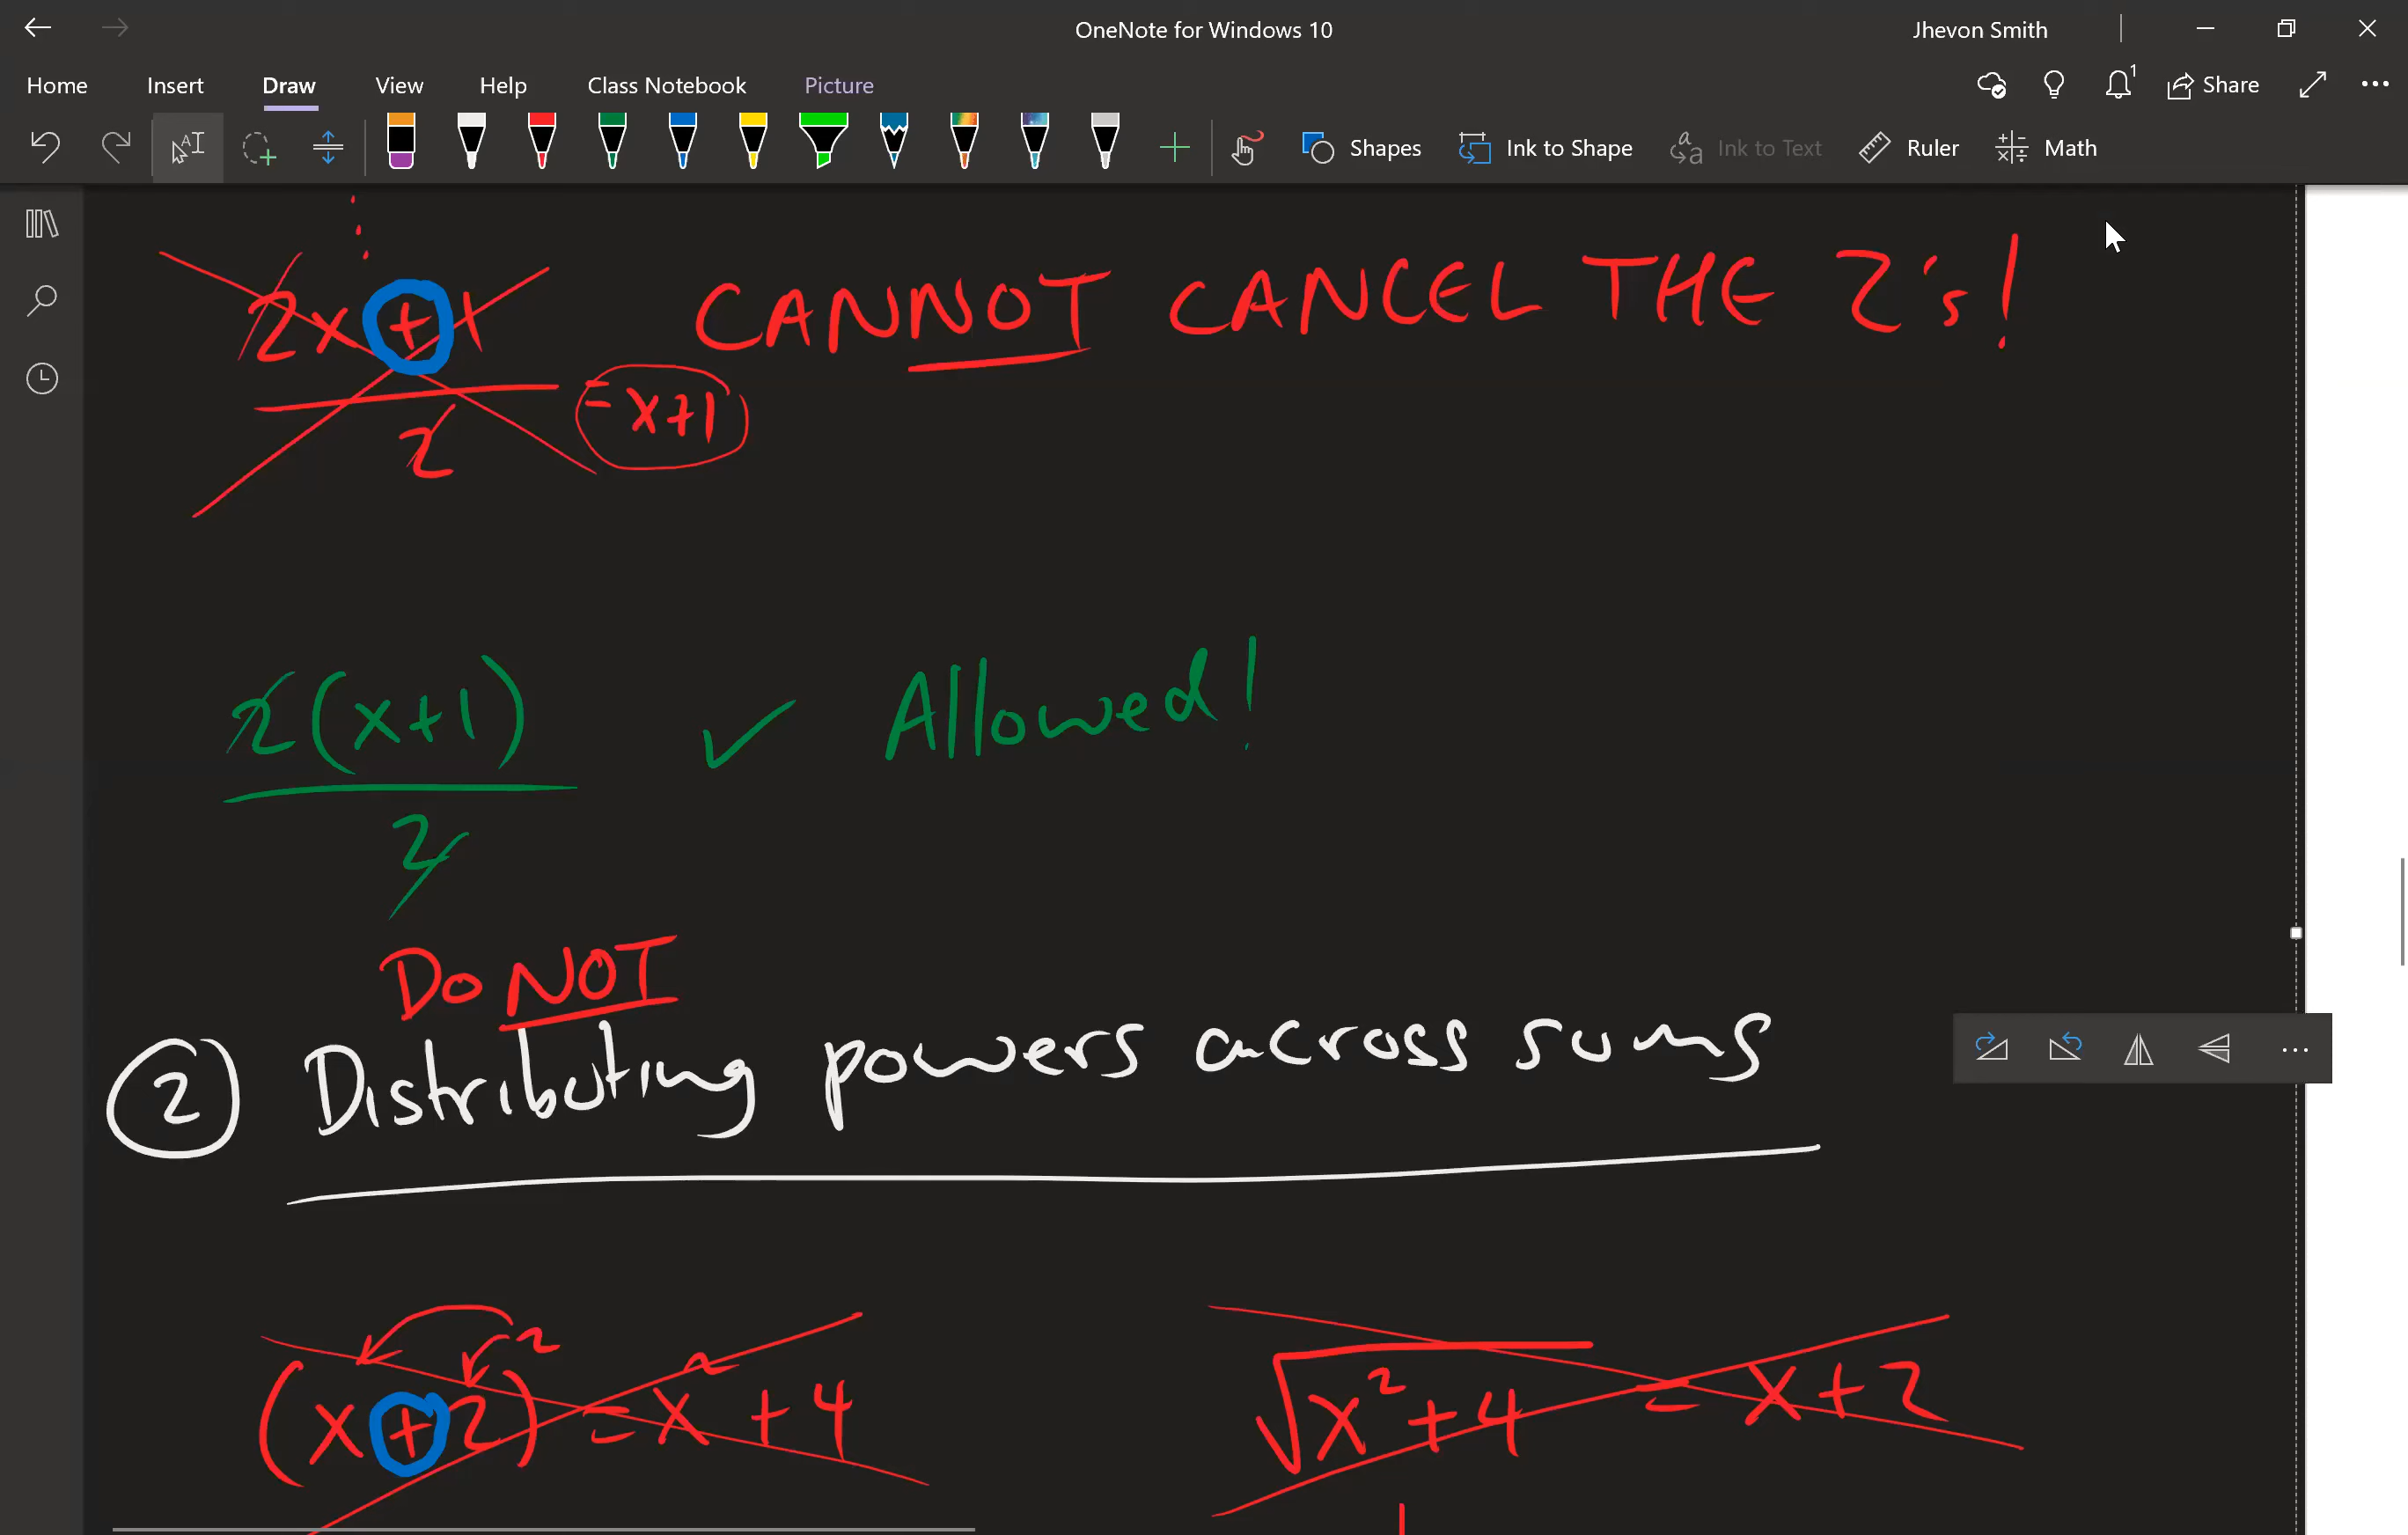 OneNote for Windows 10
Jhevon Smith
Home Insert Draw View Help Class Notebook Picture
1 Share
Shapes Ink to Shape Ink to Text Ruler Math
2x + 1 CANNOT CANCEL THE 2's!
2 = x+1
2(x+1) ✓ Allowed!
2
Do NOT
② Distributing powers across sums
(x+2)² = x² + 4 √x²+4 = x+2